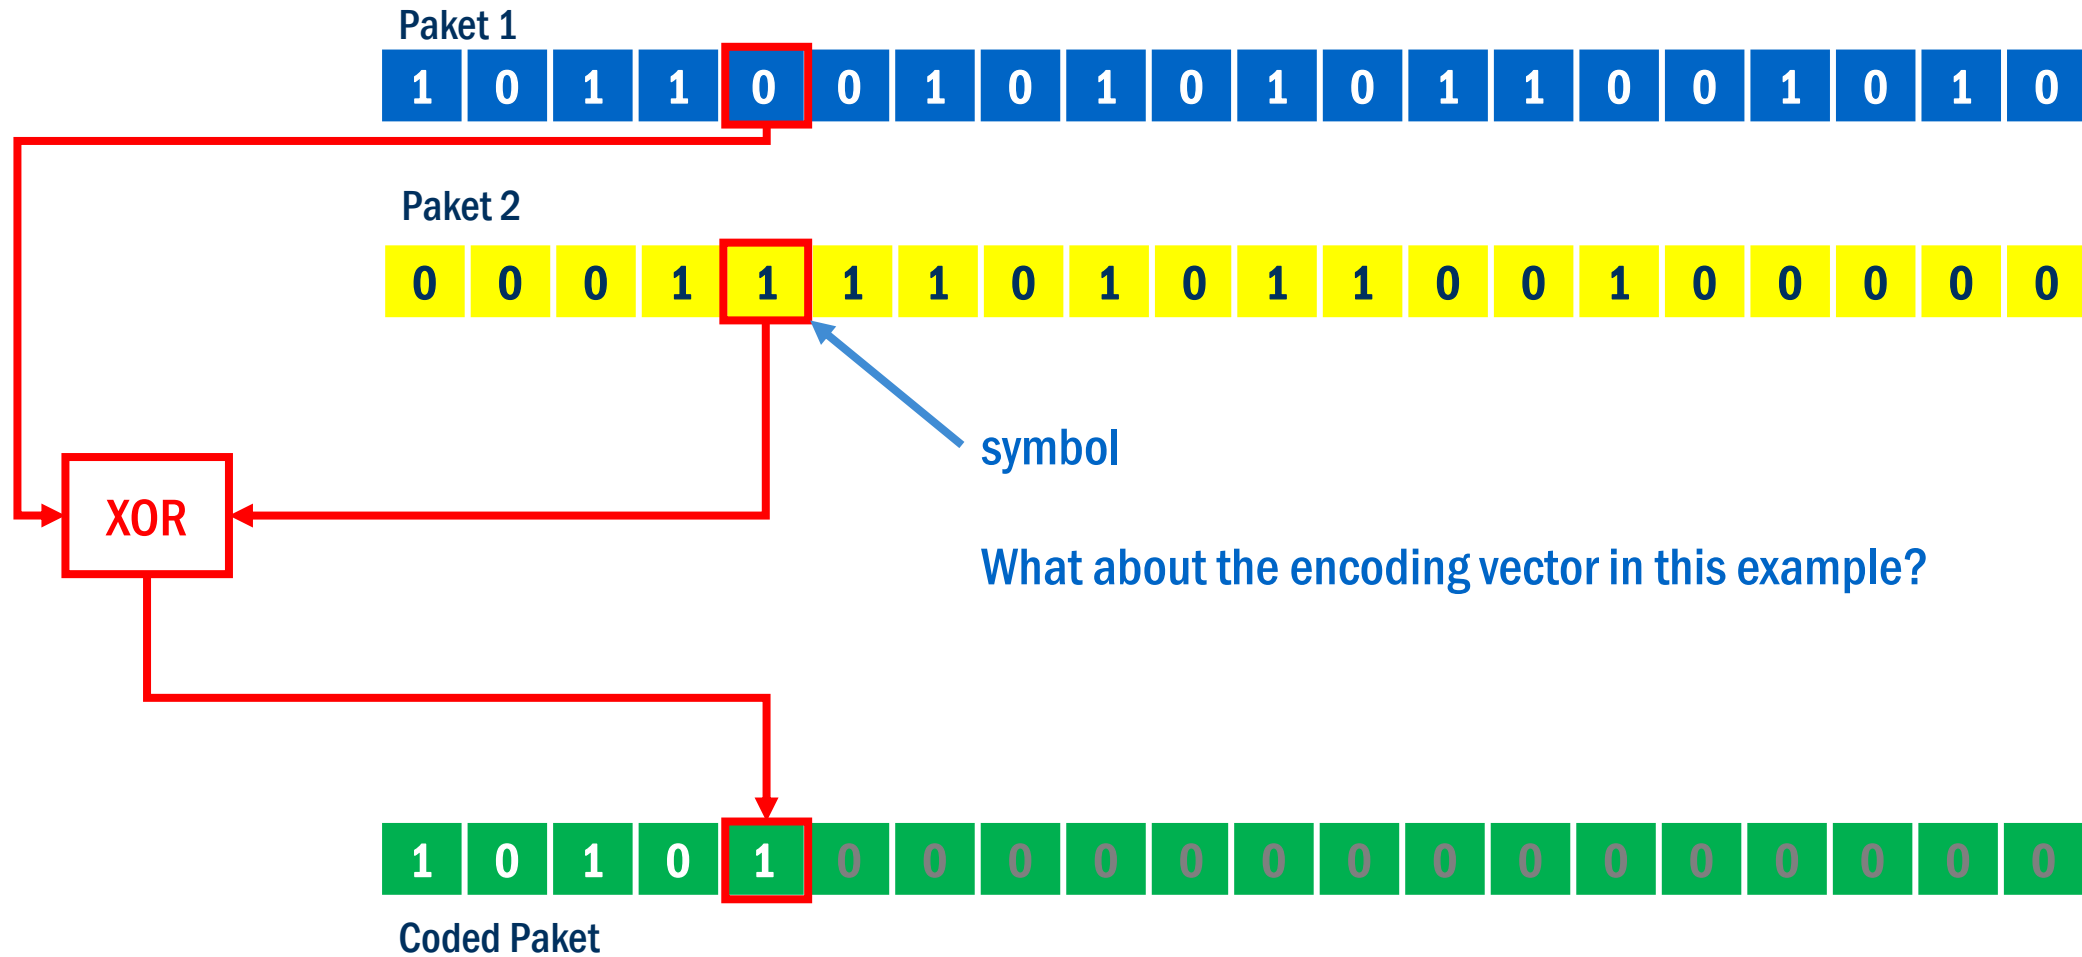 Paket 1
1 0 1 1 0 0 1 0 1 0 1 0 1 1 0 0 1 0 1 0
Paket 2
0 0 0 1 1 1 1 0 1 0 1 1 0 0 1 0 0 0 0 0
symbol
XOR
What about the encoding vector in this example?
1 0 1 0 1 0 0 0 0 0 0 0 0 0 0 0 0 0 0 0
Coded Paket